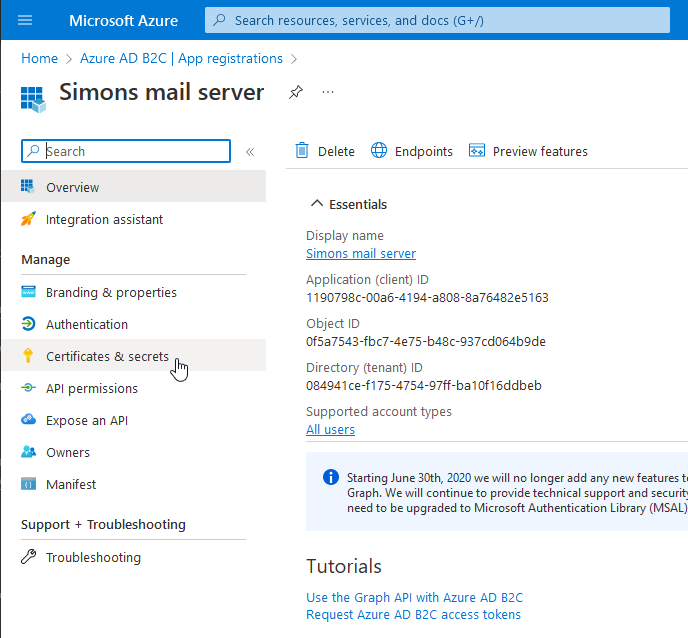 Microsoft Azure
Search resources, services, and docs (G+/)
Home > Azure AD B2C | App registrations >
Simons mail server
...
Search
«
Overview
Integration assistant
Manage
Branding & properties
Authentication
Certificates & secrets
API permissions
Expose an API
Owners
Manifest
Support + Troubleshooting
Troubleshooting
Delete
Endpoints
Preview features
Essentials
Display name
Simons mail server
Application (client) ID
1190798c-00a6-4194-a808-8a76482e5163
Object ID
0f5a7543-fbc7-4e75-b48c-937cd064b9de
Directory (tenant) ID
084941ce-f175-4754-97ff-ba10f16ddbeb
Supported account types
All users
Starting June 30th, 2020 we will no longer add any new features to
Graph. We will continue to provide technical support and security
need to be upgraded to Microsoft Authentication Library (MSAL)
Tutorials
Use the Graph API with Azure AD B2C
Request Azure AD B2C access tokens